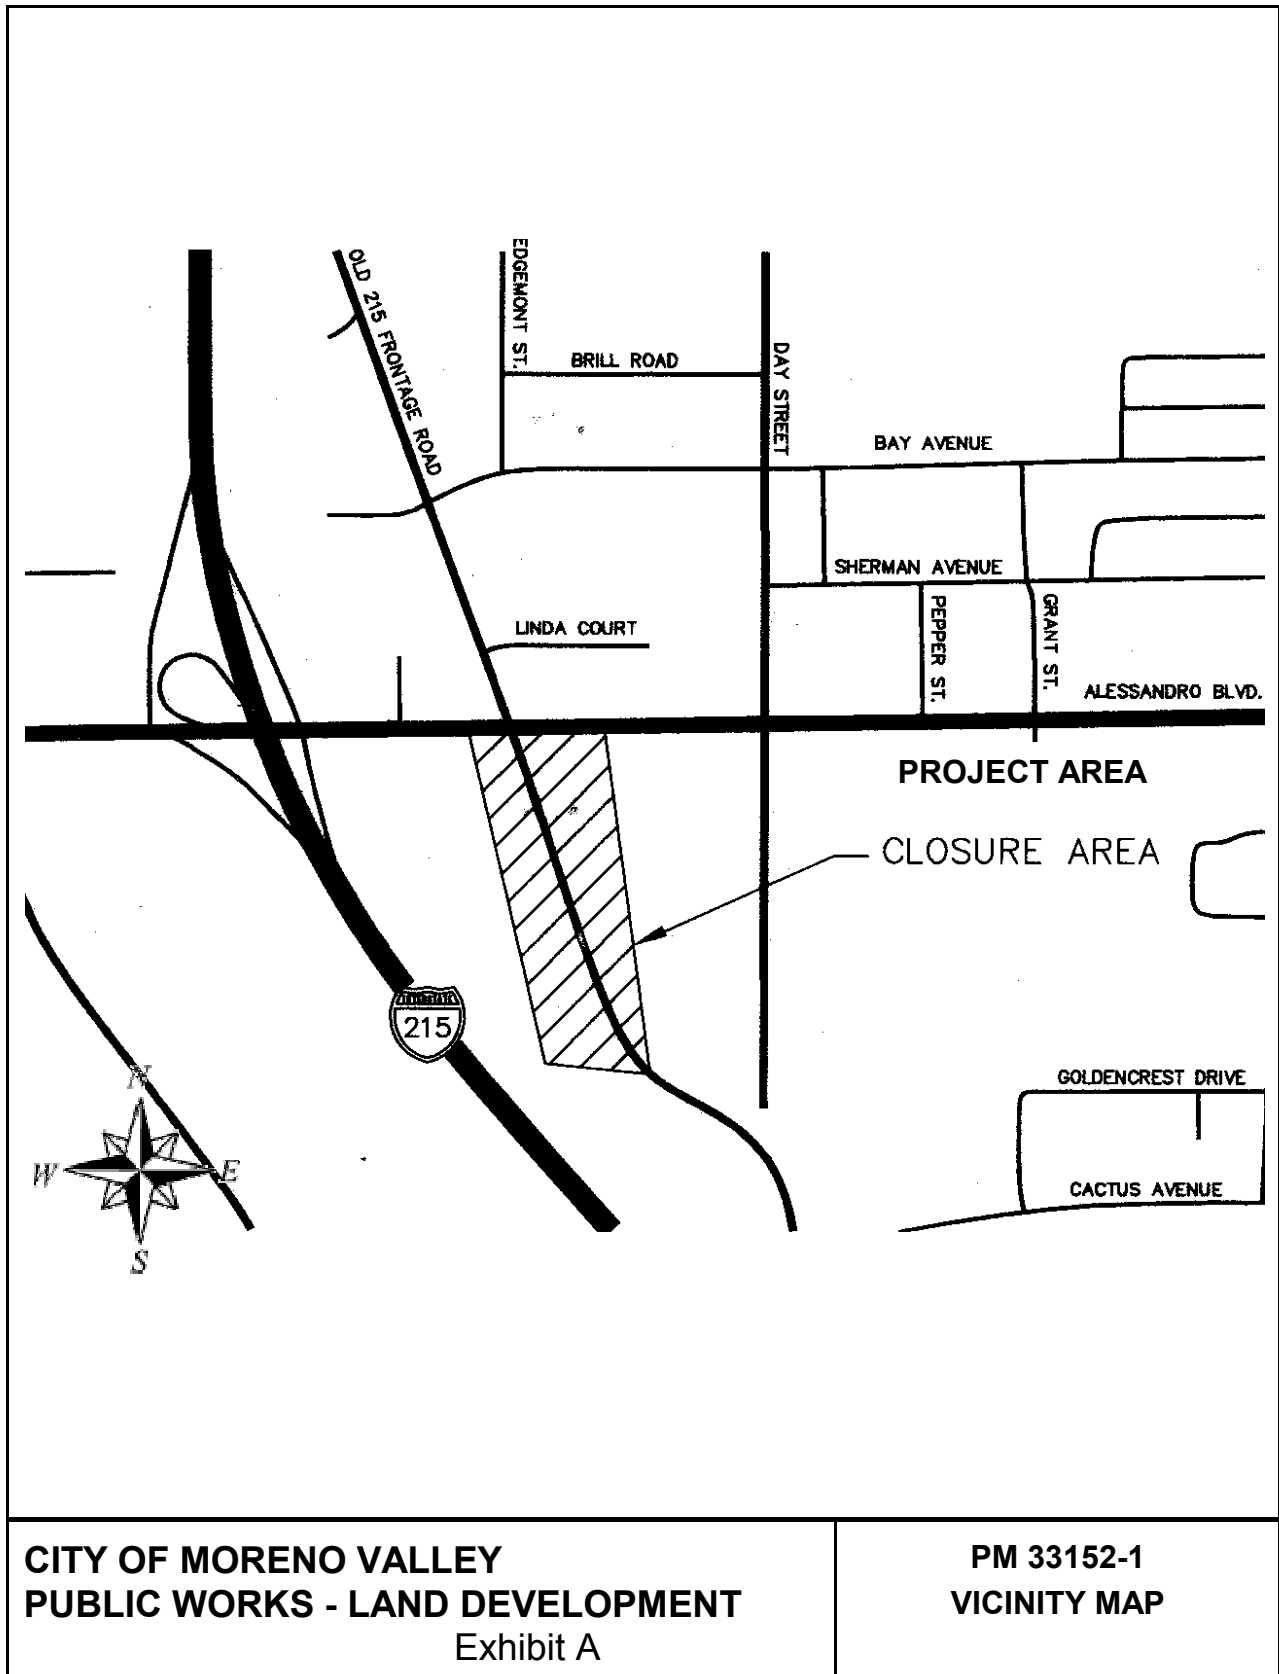 EDGEMONT ST.
OLD 215 FRONTAGE ROAD
BRILL ROAD
DAY STREET
BAY AVENUE
SHERMAN AVENUE
PEPPER ST.
GRANT ST.
LINDA COURT
ALESSANDRO BLVD.
PROJECT AREA
CLOSURE AREA
INTERSTATE
215
GOLDENCREST DRIVE
CACTUS AVENUE
N
W
E
S
CITY OF MORENO VALLEY
PUBLIC WORKS - LAND DEVELOPMENT
Exhibit A
PM 33152-1
VICINITY MAP